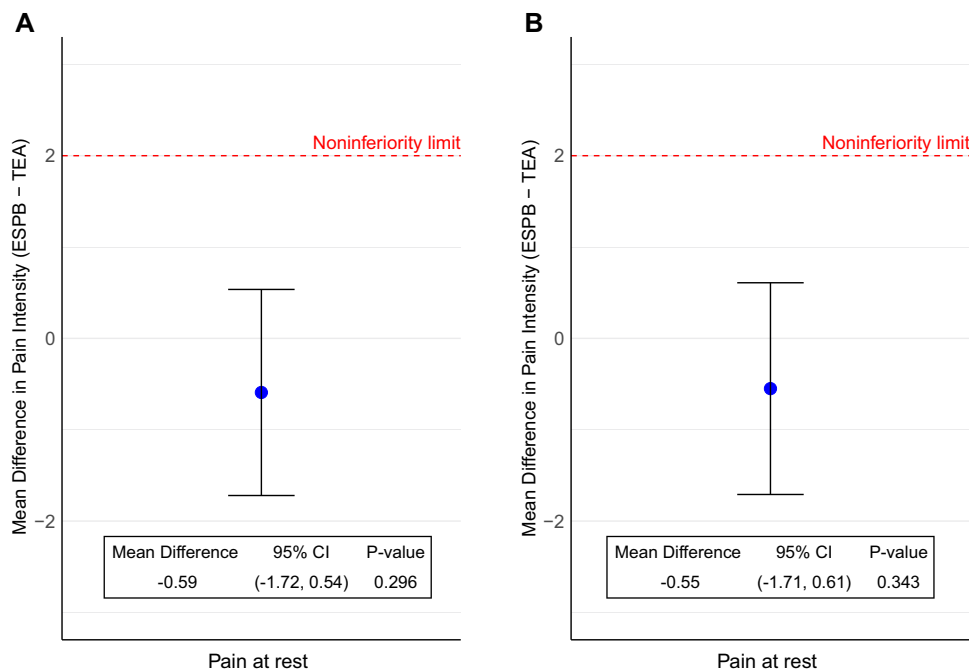 A
Mean Difference in Pain Intensity (ESPB − TEA)
2
0
−2
Noninferiority limit
Mean Difference 95% CI P-value
-0.59 (-1.72, 0.54) 0.296
Pain at rest
B
Mean Difference in Pain Intensity (ESPB − TEA)
2
0
−2
Noninferiority limit
Mean Difference 95% CI P-value
-0.55 (-1.71, 0.61) 0.343
Pain at rest